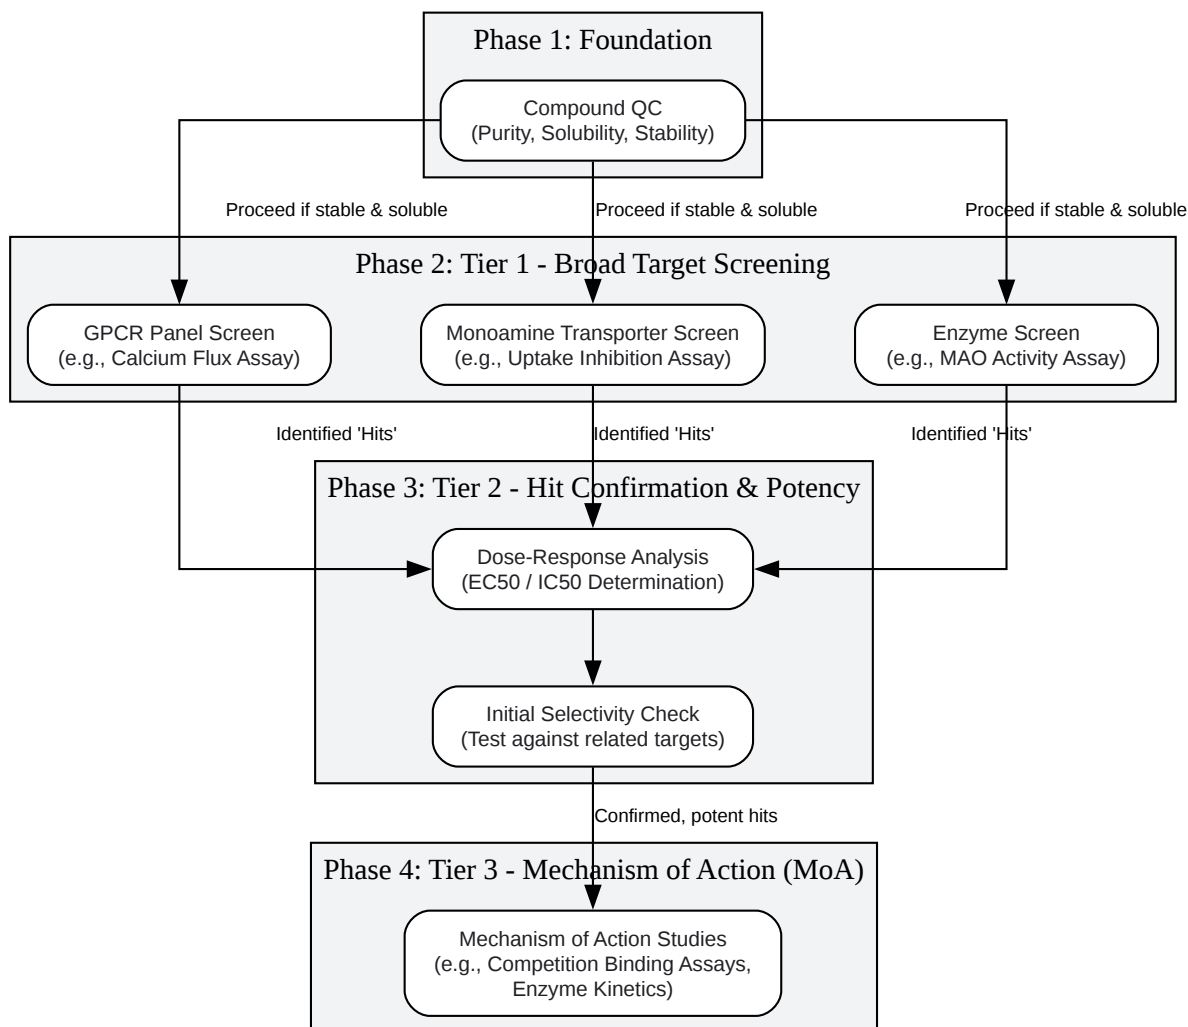 Phase 1: Foundation
Compound QC
(Purity, Solubility, Stability)
Proceed if stable & soluble
Proceed if stable & soluble
Proceed if stable & soluble
Phase 2: Tier 1 - Broad Target Screening
GPCR Panel Screen
(e.g., Calcium Flux Assay)
Monoamine Transporter Screen
(e.g., Uptake Inhibition Assay)
Enzyme Screen
(e.g., MAO Activity Assay)
Identified 'Hits'
Identified 'Hits'
Identified 'Hits'
Phase 3: Tier 2 - Hit Confirmation & Potency
Dose-Response Analysis
(EC50 / IC50 Determination)
Initial Selectivity Check
(Test against related targets)
Confirmed, potent hits
Phase 4: Tier 3 - Mechanism of Action (MoA)
Mechanism of Action Studies
(e.g., Competition Binding Assays,
Enzyme Kinetics)